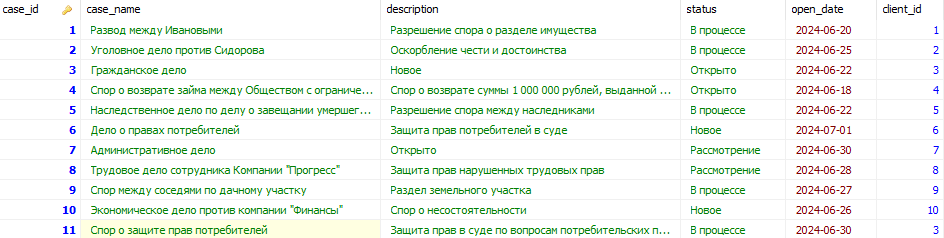 case_id case_name description status open_date client_id
1 Развод между Ивановыми Разрешение спора о разделе имущества В процессе 2024-06-20 1
2 Уголовное дело против Сидорова Оскорбление чести и достоинства В процессе 2024-06-25 2
3 Гражданское дело Новое Открыто 2024-06-22 3
4 Спор о возврате займа между Обществом с ограниче... Спор о возврате суммы 1 000 000 рублей, выданной ... Открыто 2024-06-18 4
5 Наследственное дело по делу о завещании умершег... Разрешение спора между наследниками В процессе 2024-06-22 5
6 Дело о правах потребителей Защита прав потребителей в суде Новое 2024-07-01 6
7 Административное дело Открыто Рассмотрение 2024-06-30 7
8 Трудовое дело сотрудника Компании "Прогресс" Защита прав нарушенных трудовых прав Рассмотрение 2024-06-28 8
9 Спор между соседями по дачному участку Раздел земельного участка В процессе 2024-06-27 9
10 Экономическое дело против компании "Финансы" Спор о несостоятельности Новое 2024-06-26 10
11 Спор о защите прав потребителей Защита прав в суде по вопросам потребительских п... В процессе 2024-06-30 3